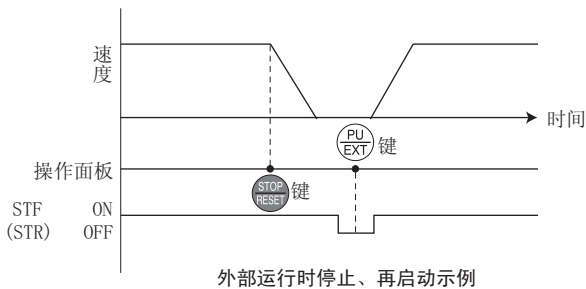 速度
时间
PU
EXT
键
操作面板
STOP
RESET
键
STF ON
(STR) OFF
外部运行时停止、再启动示例